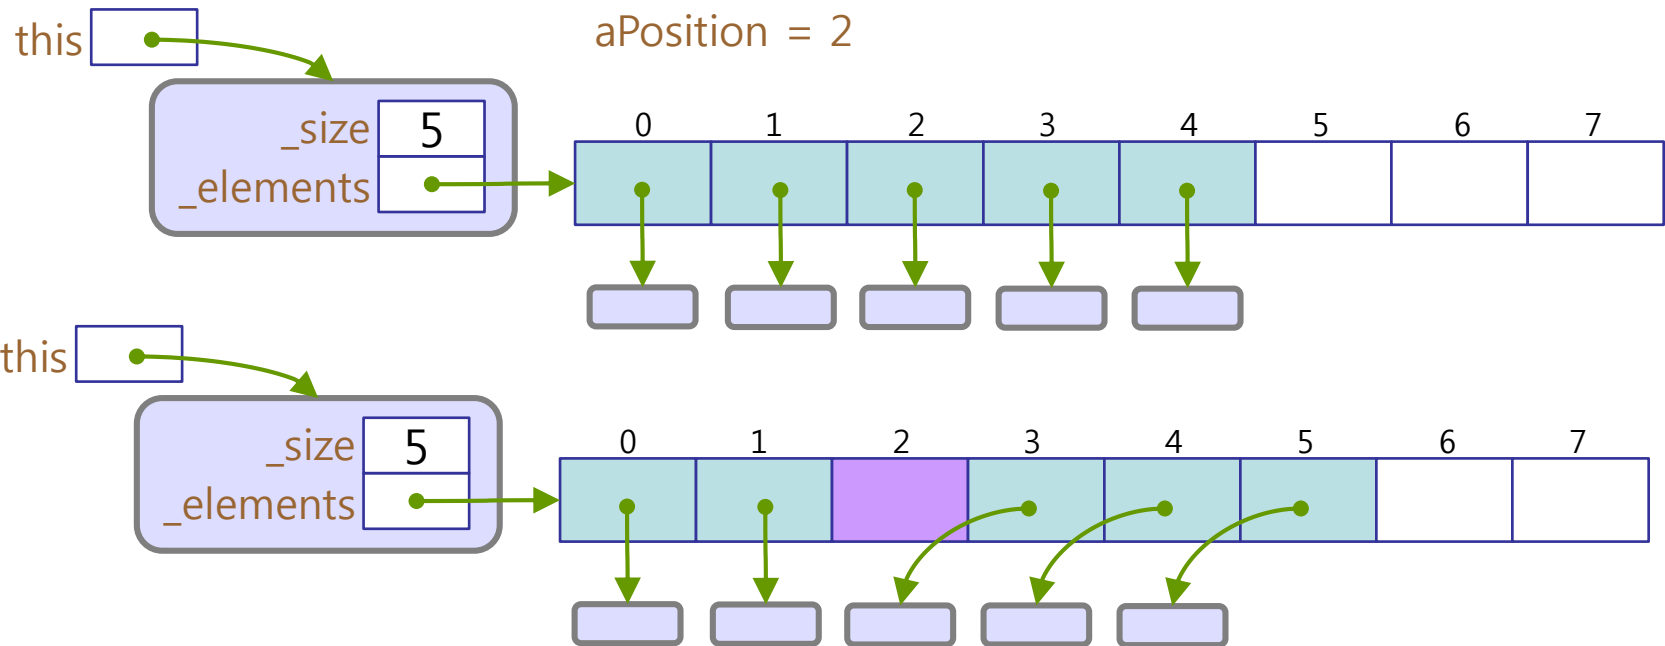 aPosition = 2
this
_size 5
_elements
0 1 2 3 4 5 6 7
this
_size 5
_elements
0 1 2 3 4 5 6 7